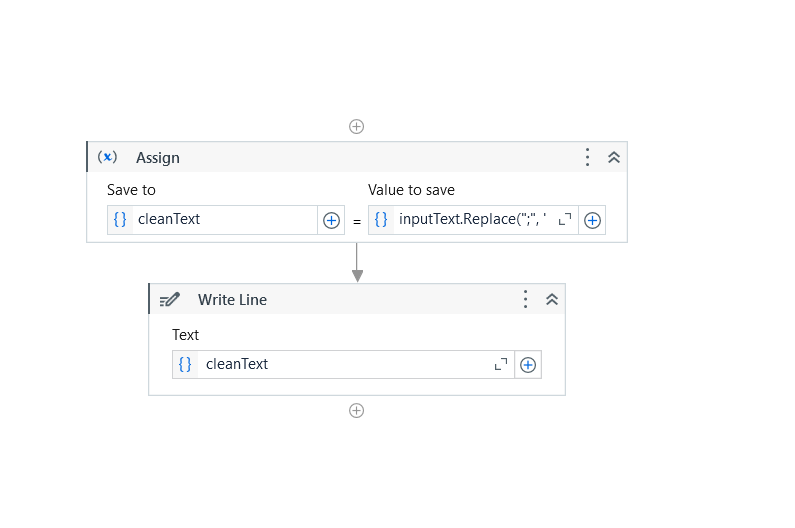 Assign
Save to
Value to save
cleanText = inputText.Replace(";", '
Write Line
Text
cleanText